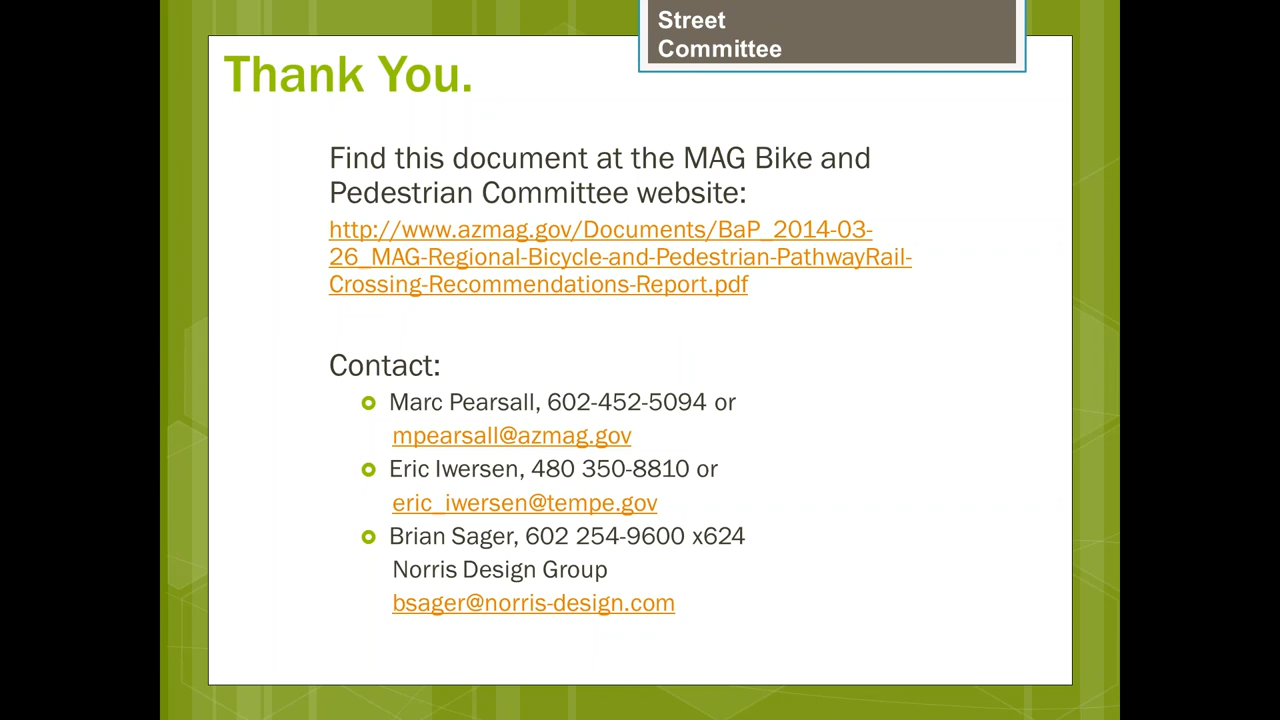 Street
Committee
Thank You.
Find this document at the MAG Bike and
Pedestrian Committee website:
http://www.azmag.gov/Documents/BaP_2014-03-
26_MAG-Regional-Bicycle-and-Pedestrian-PathwayRail-
Crossing-Recommendations-Report.pdf
Contact:
Marc Pearsall, 602-452-5094 or
mpearsall@azmag.gov
Eric Iwersen, 480 350-8810 or
eric_iwersen@tempe.gov
Brian Sager, 602 254-9600 x624
Norris Design Group
bsager@norris-design.com